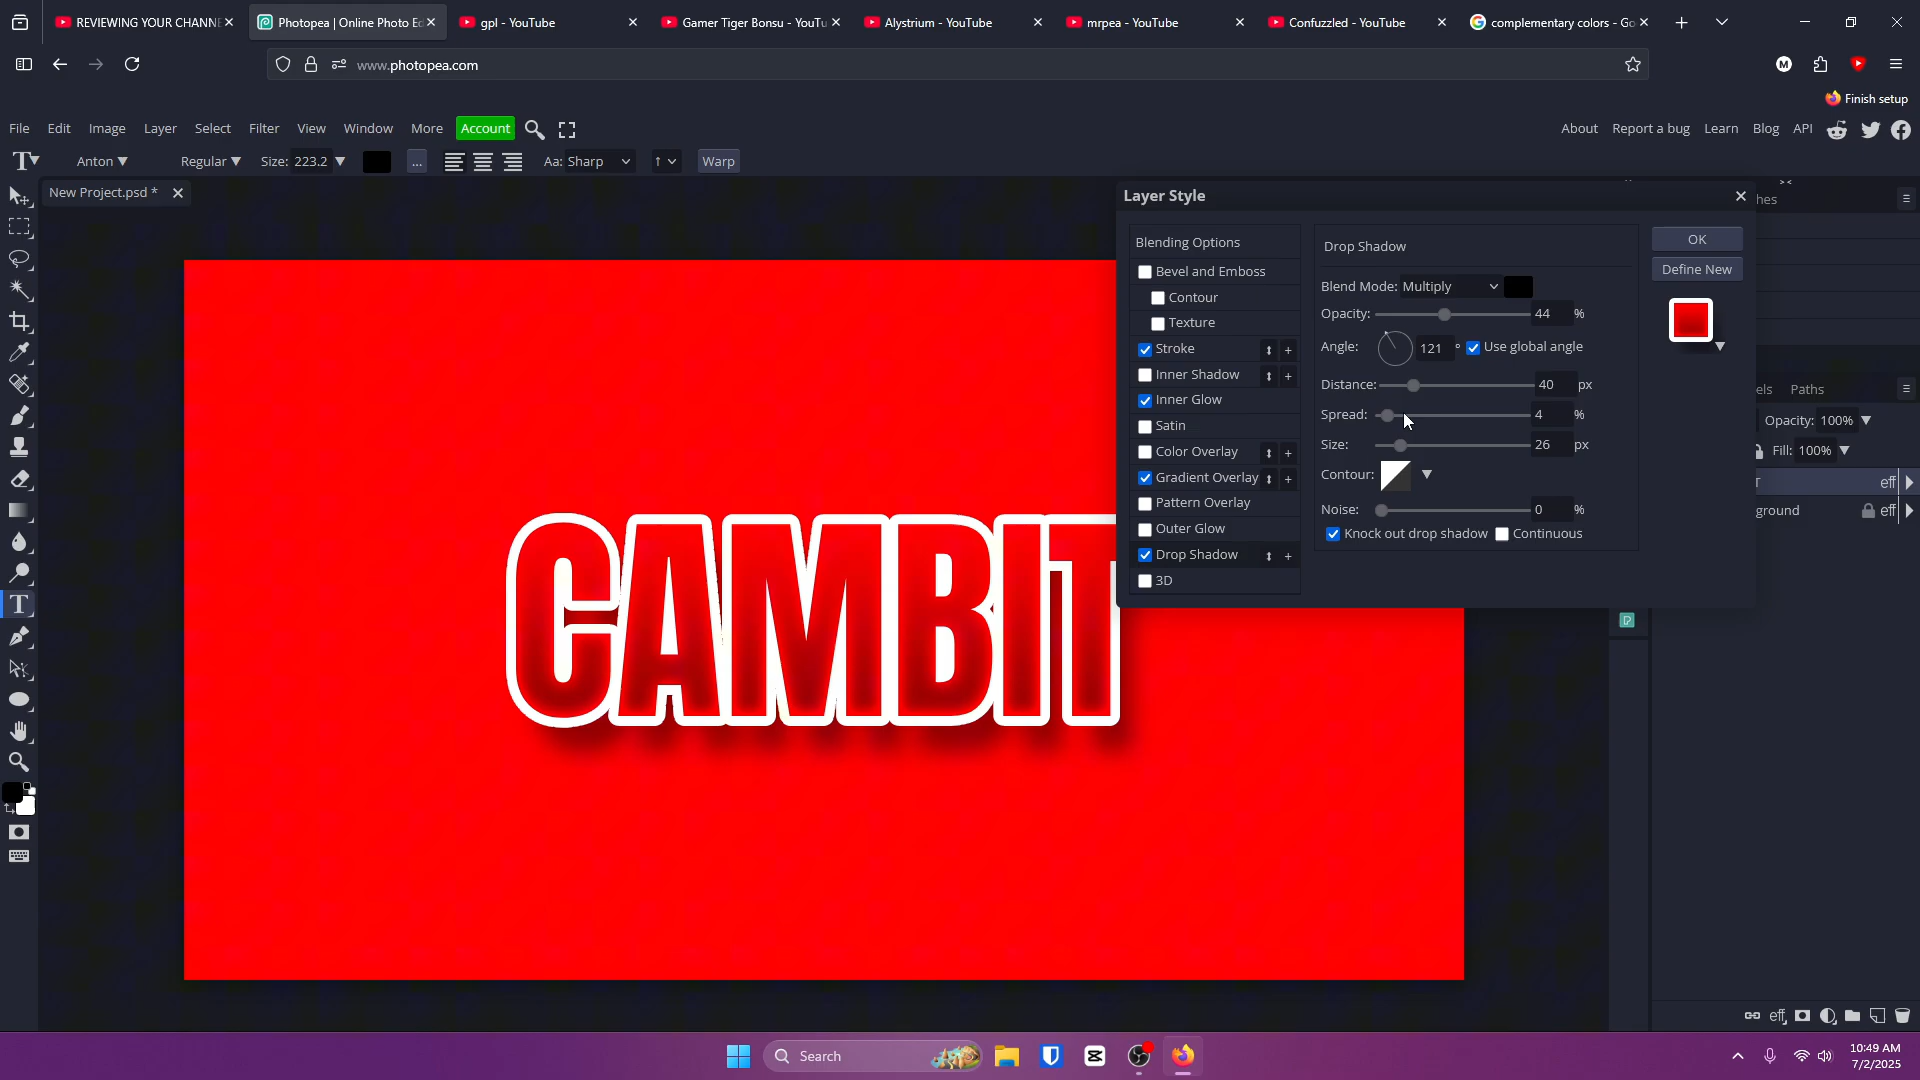 REVIEWING YOUR CHANNE
Photopea | Online Photo Ed
gpl - YouTube
Gamer Tiger Bonsu - YouTu
Alystrium - YouTube
mrpea - YouTube
Confuzzled - YouTube
complementary colors - Go
www.photopea.com
M
Finish setup
File Edit Image Layer Select Filter View Window More Account
About Report a bug Learn Blog API
Anton Regular Size: 223.2 ... Aa: Sharp Warp
New Project.psd *
Layer Style
hes
Blending Options
Bevel and Emboss
Contour
Texture
Stroke
Inner Shadow
Inner Glow
Satin
Color Overlay
Gradient Overlay
Pattern Overlay
Outer Glow
Drop Shadow
3D
Drop Shadow
Blend Mode: Multiply
Opacity: 44 %
Angle: 121 ° Use global angle
Distance: 40 px
Spread: 4 %
Size: 26 px
Contour:
Noise: 0 %
Knock out drop shadow Continuous
OK
Define New
els Paths
Opacity: 100%
Fill: 100%
T eff
ground eff
CAMBIT
eff
Search
10:49 AM
7/2/2025